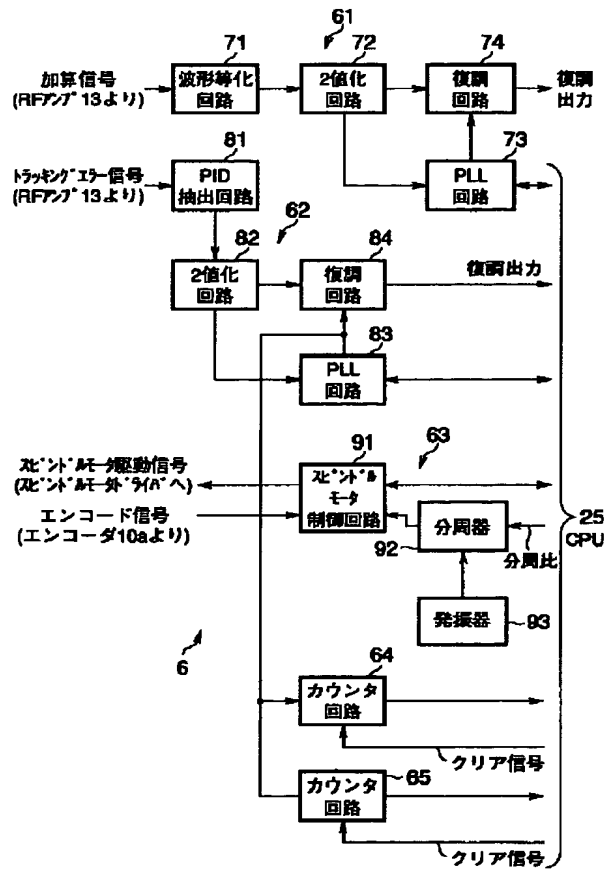 61
71
72
74
加算信号
(RFアンプ13より)
波形等化
回路
2値化
回路
復調
回路
復調
出力
81
73
トラッキングエラー信号
(RFアンプ13より)
PID
抽出回路
PLL
回路
62
82
84
2値化
回路
復調
回路
復調出力
83
PLL
回路
91
63
スピンドルモータ駆動信号
(スピンドルモータドライバへ)
スピンドル
モータ
制御回路
エンコード信号
(エンコーダ10aより)
分周器
92
分周比
25
CPU
発振器
93
6
64
カウンタ
回路
クリア信号
65
カウンタ
回路
クリア信号